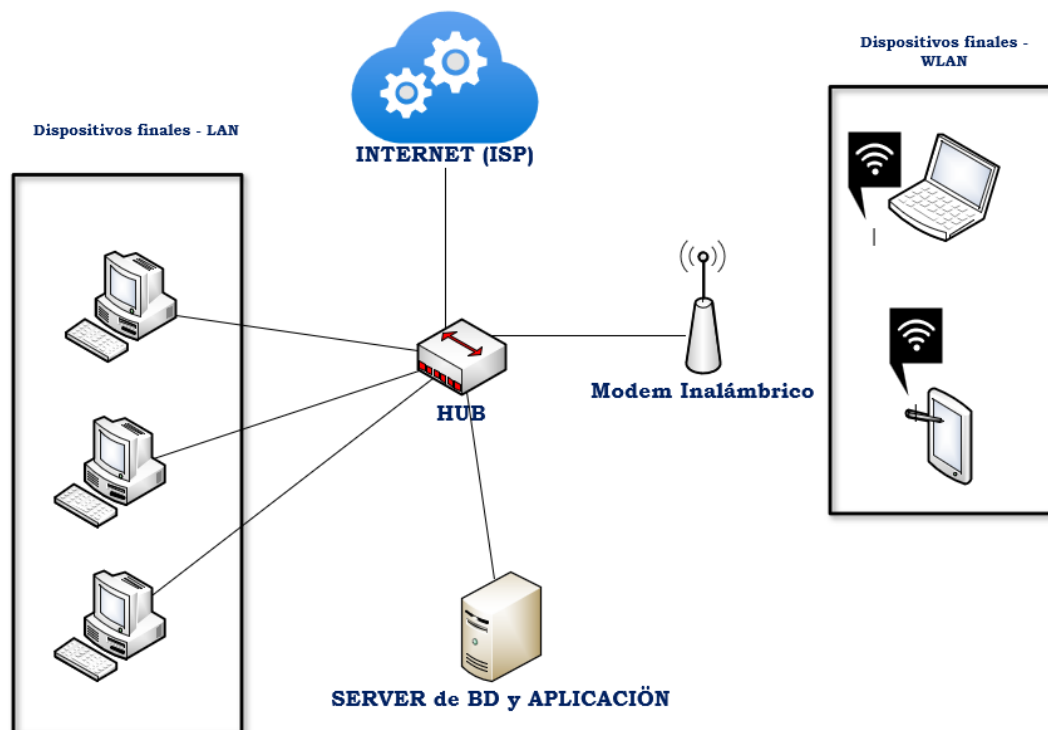 Dispositivos finales -
WLAN
Dispositivos finales - LAN
INTERNET (ISP)
Modem Inalámbrico
HUB
SERVER de BD y APLICACIÖN